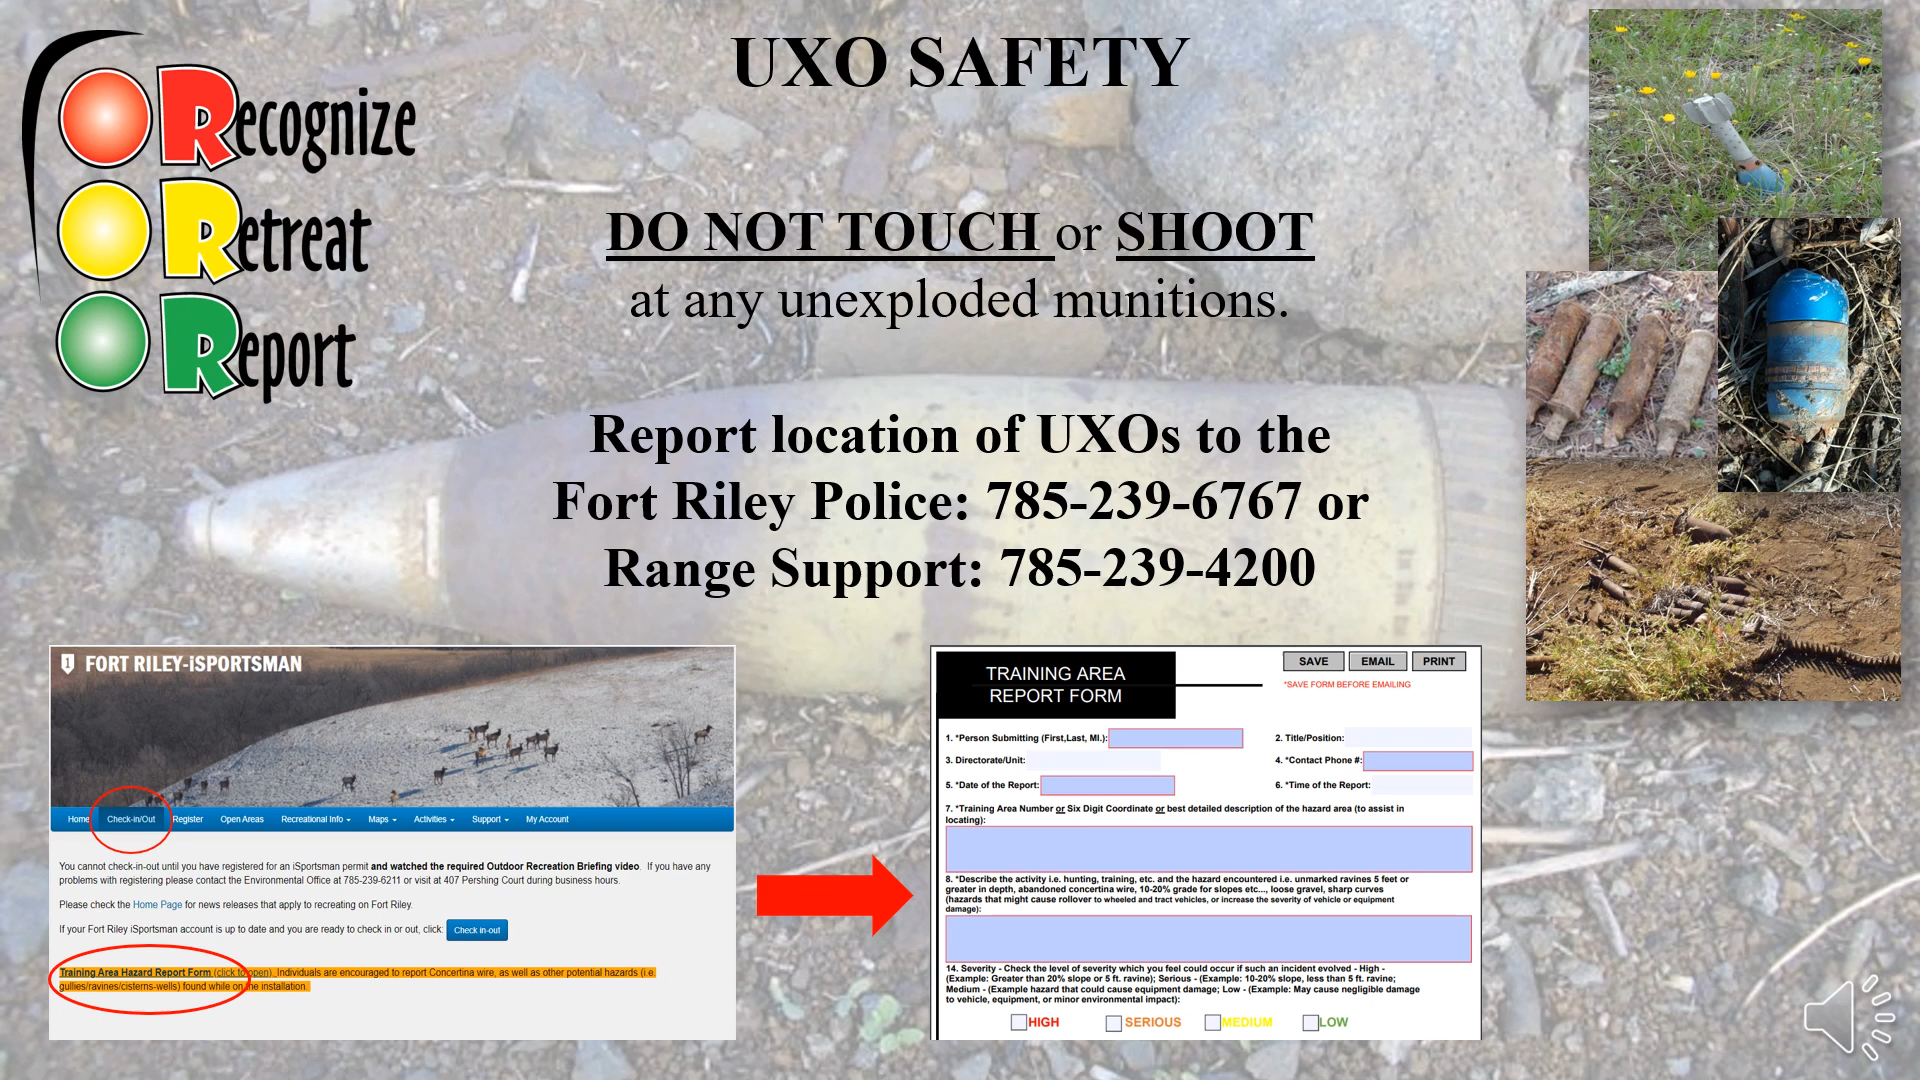 UXO SAFETY
Recognize
Retreat
Report
DO NOT TOUCH or SHOOT
at any unexploded munitions.
Report location of UXOs to the
Fort Riley Police: 785-239-6767 or
Range Support: 785-239-4200
1 FORT RILEY-iSPORTSMAN
Home Check-in/Out Register Open Areas Recreational Info Maps Activities Support My Account
You cannot check-in-out until you have registered for an iSportsman permit and watched the required Outdoor Recreation Briefing video. If you have any
problems with registering please contact the Environmental Office at 785-239-6211 or visit at 407 Pershing Court during business hours.
Please check the Home Page for news releases that apply to recreating on Fort Riley.
If your Fort Riley iSportsman account is up to date and you are ready to check in or out, click: Check in-out
Training Area Hazard Report Form (click to open). Individuals are encouraged to report Concertina wire, as well as other potential hazards (i.e.
gullies/ravines/cisterns-wells) found while on the installation.
TRAINING AREA
REPORT FORM
SAVE EMAIL PRINT
*SAVE FORM BEFORE EMAILING
1. *Person Submitting (First,Last, MI.): 2. Title/Position:
3. Directorate/Unit: 4. *Contact Phone #:
5. *Date of the Report: 6. *Time of the Report:
7. *Training Area Number or Six Digit Coordinate or best detailed description of the hazard area (to assist in
locating):
8. *Describe the activity i.e. hunting, training, etc. and the hazard encountered i.e. unmarked ravines 5 feet or
greater in depth, abandoned concertina wire, 10-20% grade for slopes etc..., loose gravel, sharp curves
(hazards that might cause rollover to wheeled and tract vehicles, or increase the severity of vehicle or equipment
damage):
14. Severity - Check the level of severity which you feel could occur if such an incident evolved - High -
(Example: Greater than 20% slope or 5 ft. ravine); Serious - (Example: 10-20% slope, less than 5 ft. ravine;
Medium - (Example hazard that could cause equipment damage; Low - (Example: May cause negligible damage
to vehicle, equipment, or minor environmental impact):
HIGH SERIOUS MEDIUM LOW